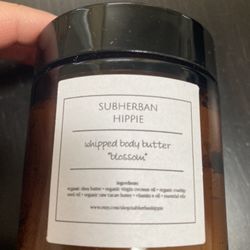 SUBHERBAN
HIPPIE
whipped body butter
"blossom"
ingredients:
organic shea butter • organic virgin coconut oil • organic rosehip
seed oil • organic raw cacao butter • vitamin e oil • essential oils
www.etsy.com/shop/subherbanhippie